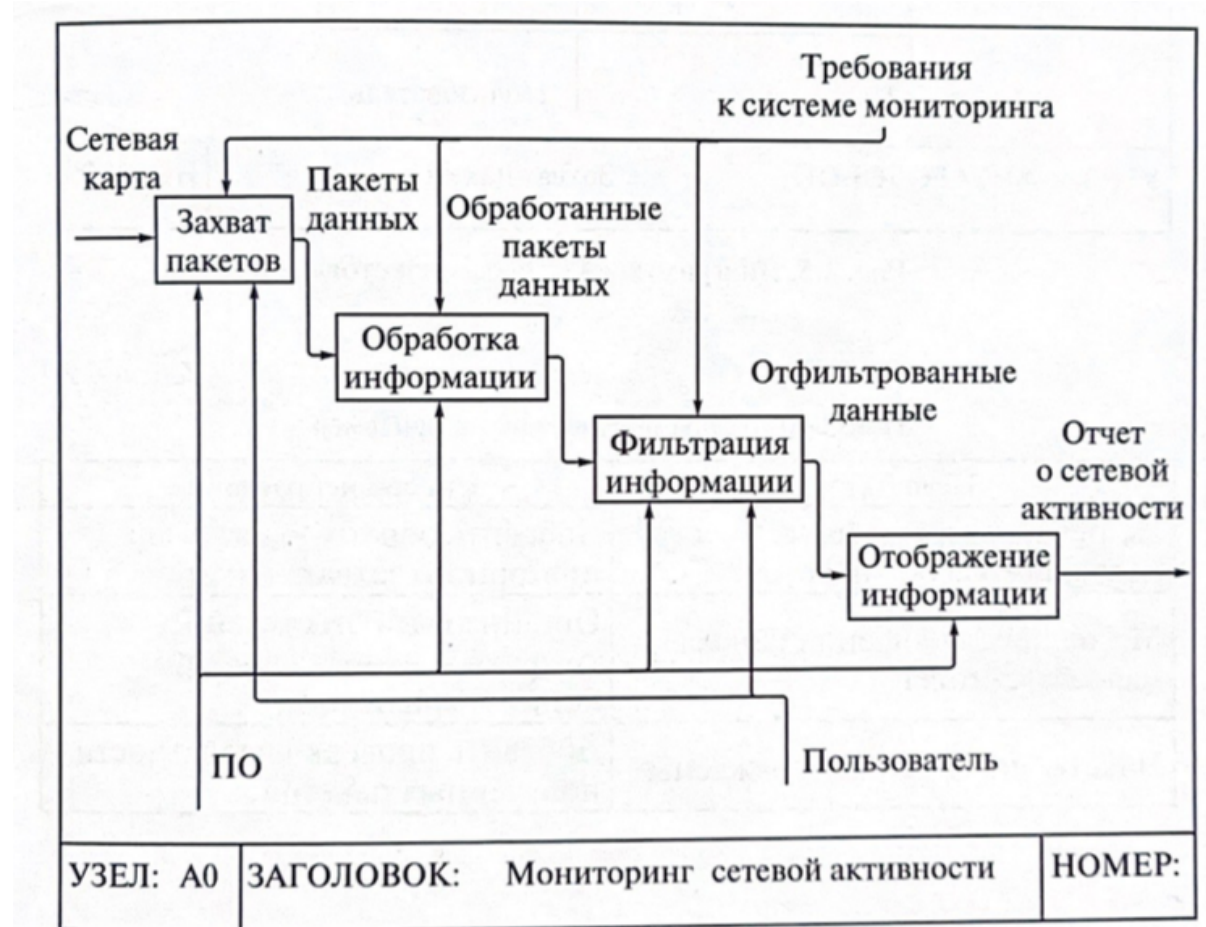 Требования
к системе мониторинга
Сетевая
карта
Пакеты
данных
Захват
пакетов
Обработанные
пакеты
данных
Обработка
информации
Отфильтрованные
данные
Фильтрация
информации
Отчет
о сетевой
активности
Отображение
информации
ПО
Пользователь
УЗЕЛ: А0 ЗАГОЛОВОК: Мониторинг сетевой активности НОМЕР: